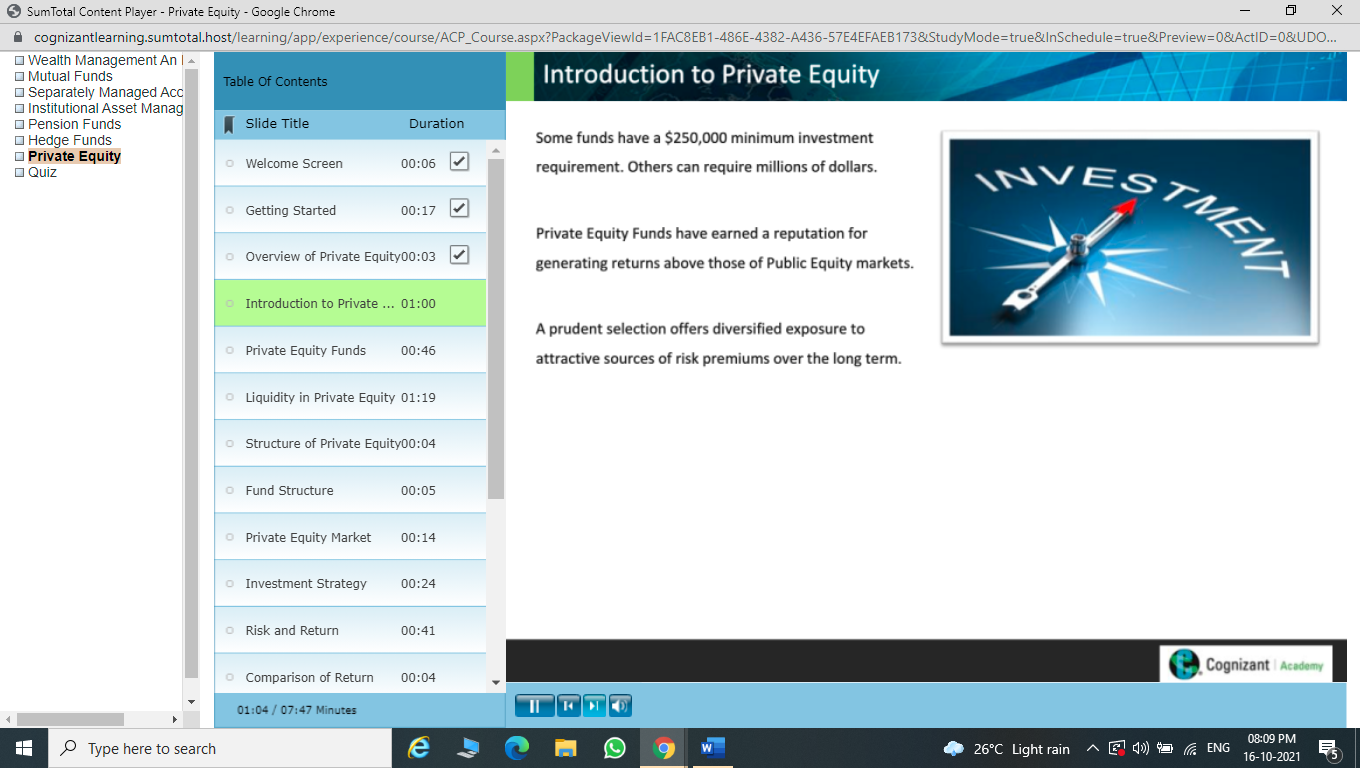 SumTotal Content Player - Private Equity - Google Chrome
cognizantlearning.sumtotal.host/learning/app/experience/course/ACP_Course.aspx?PackageViewId=1FAC8EB1-486E-4382-A436-57E4EFAEB173&StudyMode=true&InSchedule=true&Preview=0&ActID=0&UDO...
Wealth Management An
Mutual Funds
Separately Managed Acc
Institutional Asset Manag
Pension Funds
Hedge Funds
Private Equity
Quiz
Table Of Contents
Slide Title Duration
Welcome Screen 00:06
Getting Started 00:17
Overview of Private Equity 00:03
Introduction to Private ... 01:00
Private Equity Funds 00:46
Liquidity in Private Equity 01:19
Structure of Private Equity 00:04
Fund Structure 00:05
Private Equity Market 00:14
Investment Strategy 00:24
Risk and Return 00:41
Comparison of Return 00:04
01:04 / 07:47 Minutes
Introduction to Private Equity
Some funds have a $250,000 minimum investment
requirement. Others can require millions of dollars.
Private Equity Funds have earned a reputation for
generating returns above those of Public Equity markets.
A prudent selection offers diversified exposure to
attractive sources of risk premiums over the long term.
INVESTMENT
Cognizant | Academy
Type here to search
26°C Light rain
ENG
08:09 PM
16-10-2021
5